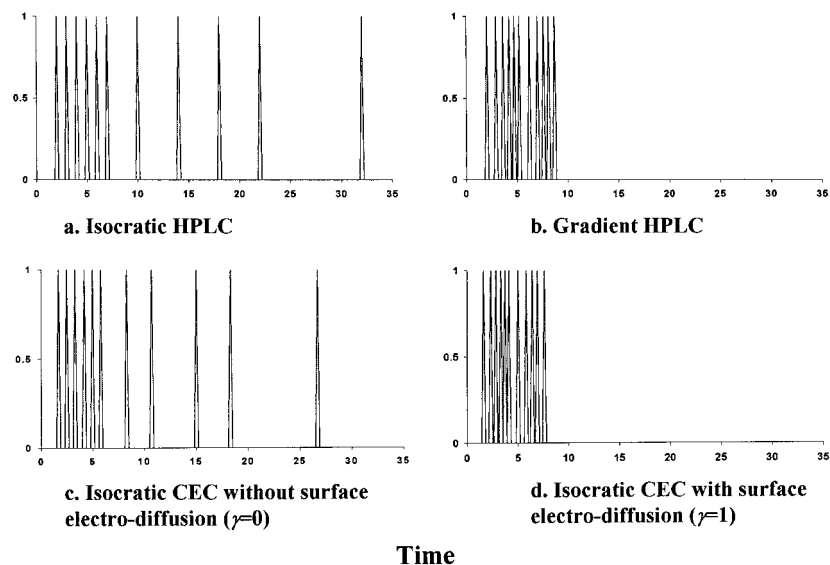 1
0.5
0
0 5 10 15 20 25 30 35
a. Isocratic HPLC
1
0.5
0
0 5 10 15 20 25 30 35
b. Gradient HPLC
1
0.5
0
0 5 10 15 20 25 30 35
c. Isocratic CEC without surface
electro-diffusion (γ=0)
1
0.5
0
0 5 10 15 20 25 30 35
d. Isocratic CEC with surface
electro-diffusion (γ=1)
Time